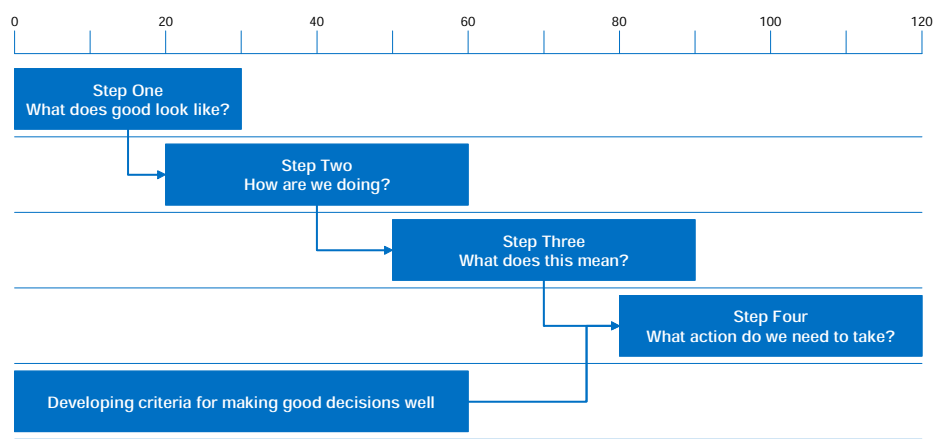 0 20 40 60 80 100 120
Step One
What does good look like?
Step Two
How are we doing?
Step Three
What does this mean?
Step Four
What action do we need to take?
Developing criteria for making good decisions well